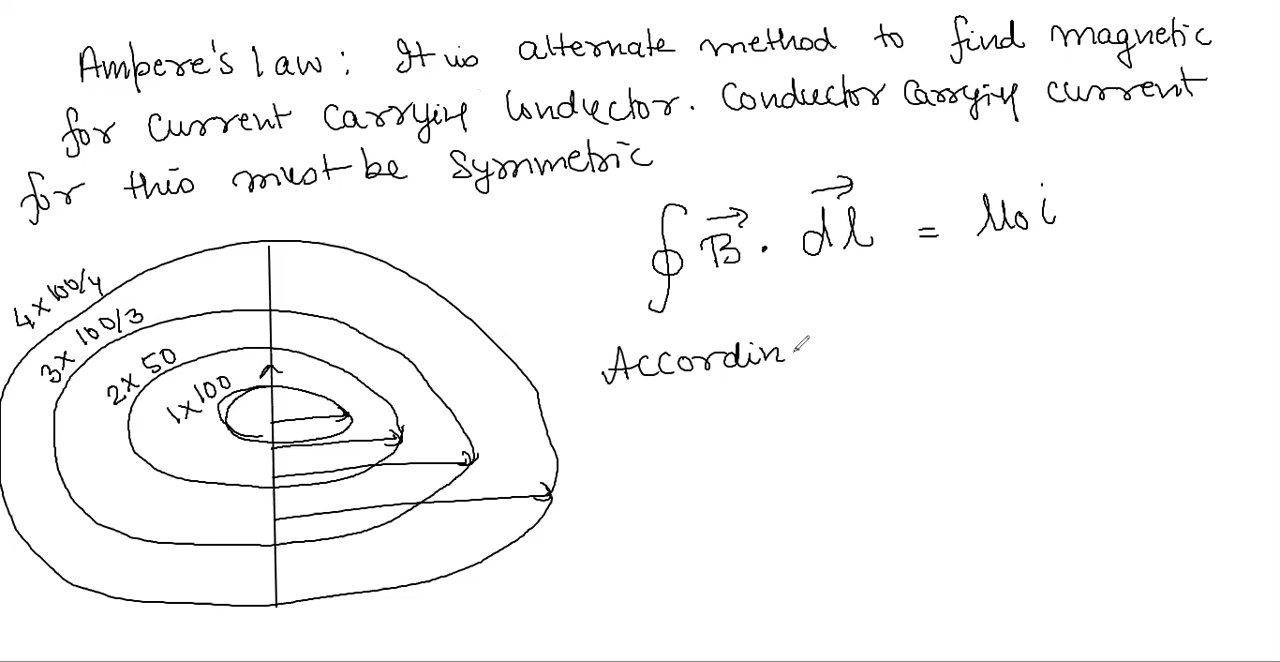 Ampere's law : It is alternate method to find magnetic
for current carrying conductor. Conductor carrying current
for this must be symmetric
∮ B⃗ . dl⃗ = μ₀ i
4 x 100/4
3 x 100/3
2 x 50
1 x 100
Accordin